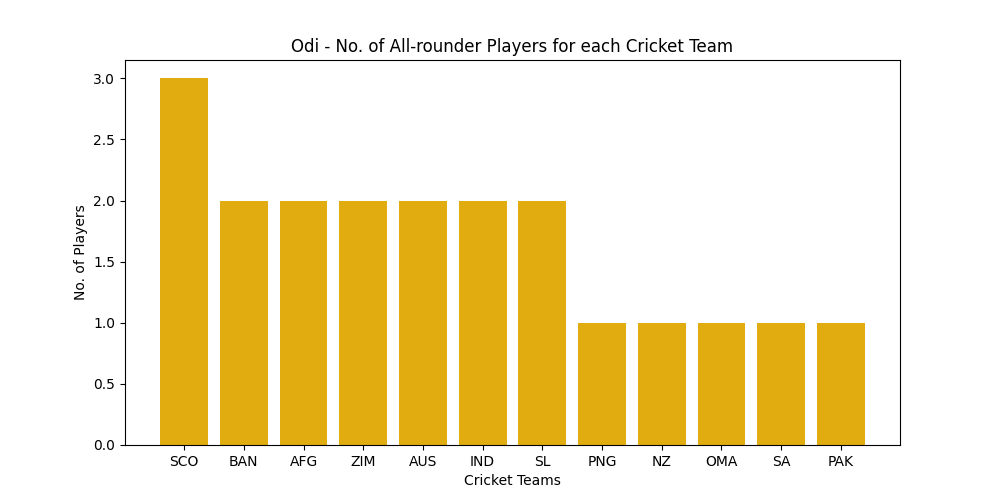 Odi - No. of All-rounder Players for each Cricket Team
No. of Players
3.0
2.5
2.0
1.5
1.0
0.5
0.0
SCO BAN AFG ZIM AUS IND SL PNG NZ OMA SA PAK
Cricket Teams